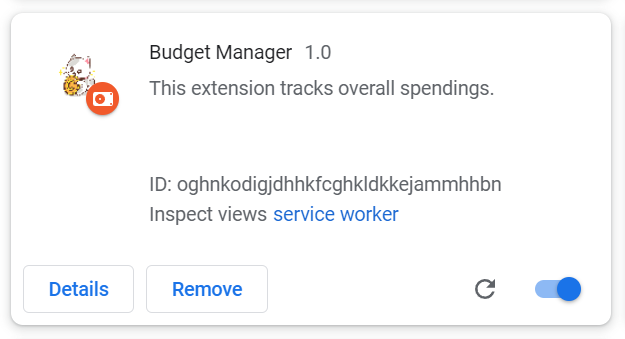 Budget Manager 1.0
This extension tracks overall spendings.
ID: oghnkodigjdhhkfcghkldkkejammhhbn
Inspect views service worker
Details Remove